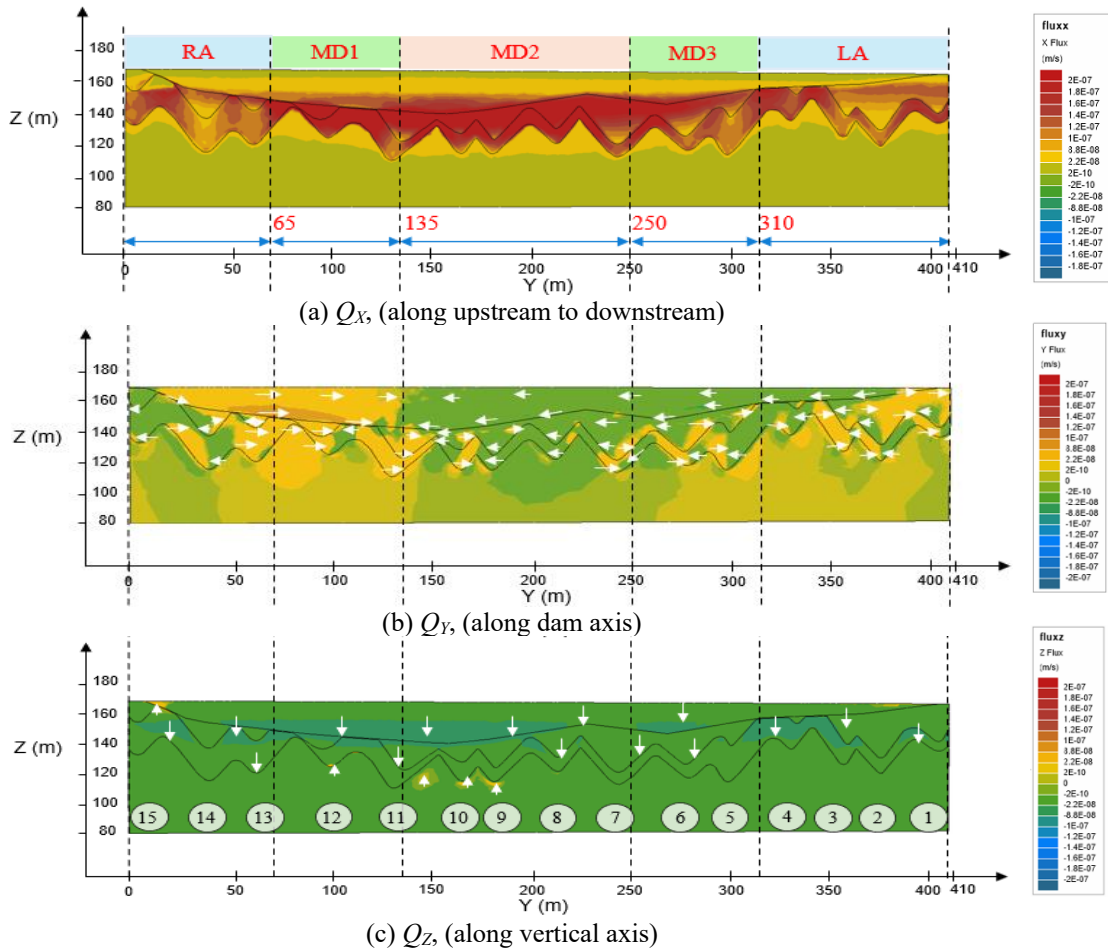 180
160
140
120
100
80
Z (m)
RA MD1 MD2 MD3 LA
65 135 250 310
0 50 100 150 200 250 300 350 400 410
Y (m)
fluxx
X Flux
(m/s)
2E-07
1.8E-07
1.6E-07
1.4E-07
1.2E-07
1E-07
8.8E-08
2.2E-08
2E-10
-2E-10
-2.2E-08
-8.8E-08
-1E-07
-1.2E-07
-1.4E-07
-1.6E-07
-1.8E-07
(a) QX, (along upstream to downstream)
180
160
140
120
100
80
Z (m)
0 50 100 150 200 250 300 350 400 410
Y (m)
fluxy
Y Flux
(m/s)
2E-07
1.8E-07
1.6E-07
1.4E-07
1.2E-07
1E-07
8.8E-08
2.2E-08
2E-10
0
-2E-10
-2.2E-08
-8.8E-08
-1E-07
-1.2E-07
-1.4E-07
-1.6E-07
-1.8E-07
-2E-07
(b) QY, (along dam axis)
180
160
140
120
100
80
Z (m)
15 14 13 12 11 10 9 8 7 6 5 4 3 2 1
0 50 100 150 200 250 300 350 400 410
Y (m)
fluxz
Z Flux
(m/s)
2E-07
1.8E-07
1.6E-07
1.4E-07
1.2E-07
1E-07
8.8E-08
2.2E-08
2E-10
0
-2E-10
-2.2E-08
-8.8E-08
-1E-07
-1.2E-07
-1.4E-07
-1.6E-07
-1.8E-07
-2E-07
(c) QZ, (along vertical axis)